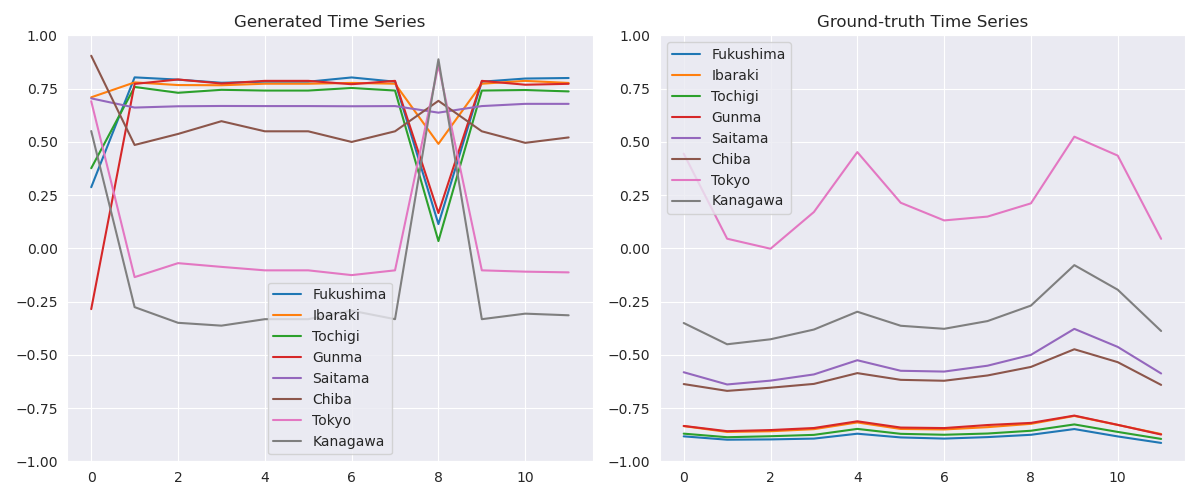 Generated Time Series
1.00
0.75
0.50
0.25
0.00
−0.25
−0.50
−0.75
−1.00
0 2 4 6 8 10
Fukushima
Ibaraki
Tochigi
Gunma
Saitama
Chiba
Tokyo
Kanagawa
Ground-truth Time Series
1.00
0.75
0.50
0.25
0.00
−0.25
−0.50
−0.75
−1.00
0 2 4 6 8 10
Fukushima
Ibaraki
Tochigi
Gunma
Saitama
Chiba
Tokyo
Kanagawa